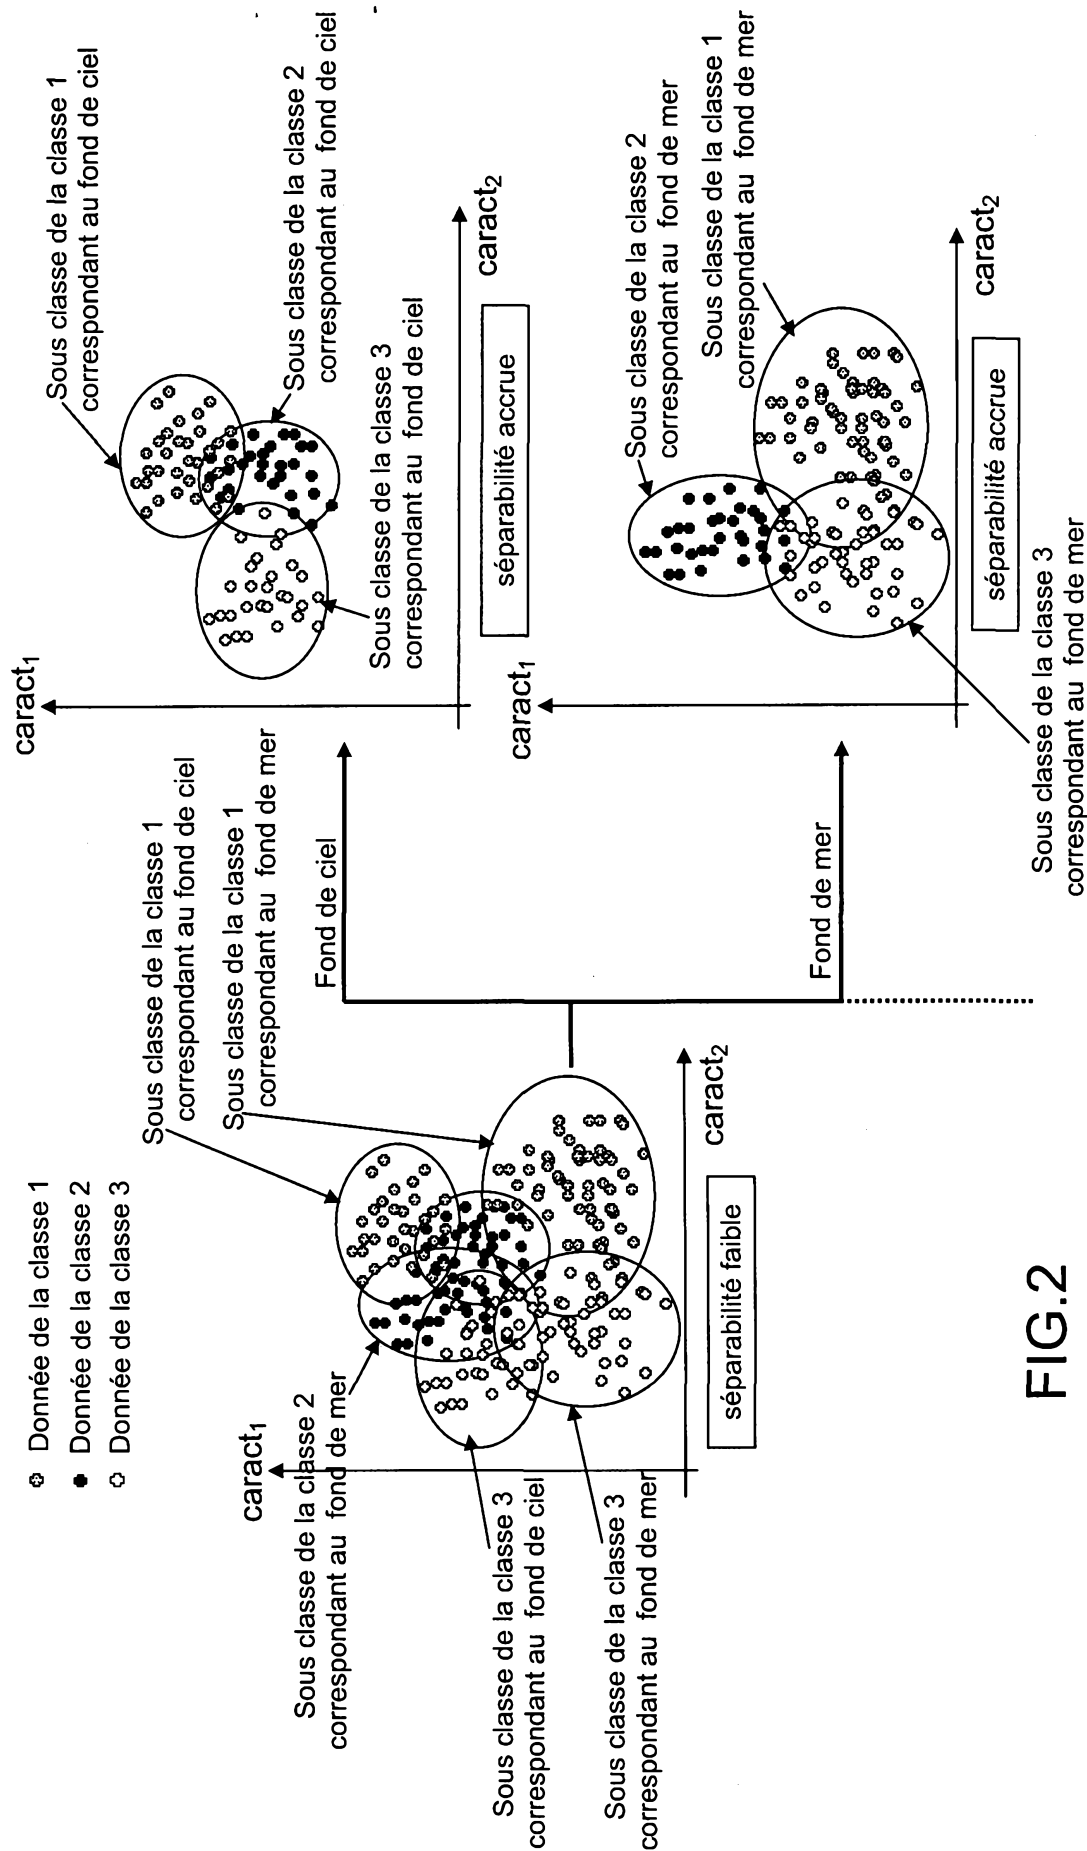 Donnée de la classe 1
Donnée de la classe 2
Donnée de la classe 3
caract1
Sous classe de la classe 2
correspondant au fond de mer
Sous classe de la classe 3
correspondant au fond de ciel
Sous classe de la classe 3
correspondant au fond de mer
Sous classe de la classe 1
correspondant au fond de ciel
Sous classe de la classe 1
correspondant au fond de mer
caract2
séparabilité faible
Fond de ciel
Fond de mer
caract1
Sous classe de la classe 1
correspondant au fond de ciel
Sous classe de la classe 2
correspondant au fond de ciel
Sous classe de la classe 3
correspondant au fond de ciel
caract2
séparabilité accrue
caract1
Sous classe de la classe 2
correspondant au fond de mer
Sous classe de la classe 1
correspondant au fond de mer
caract2
séparabilité accrue
Sous classe de la classe 3
correspondant au fond de mer
FIG.2